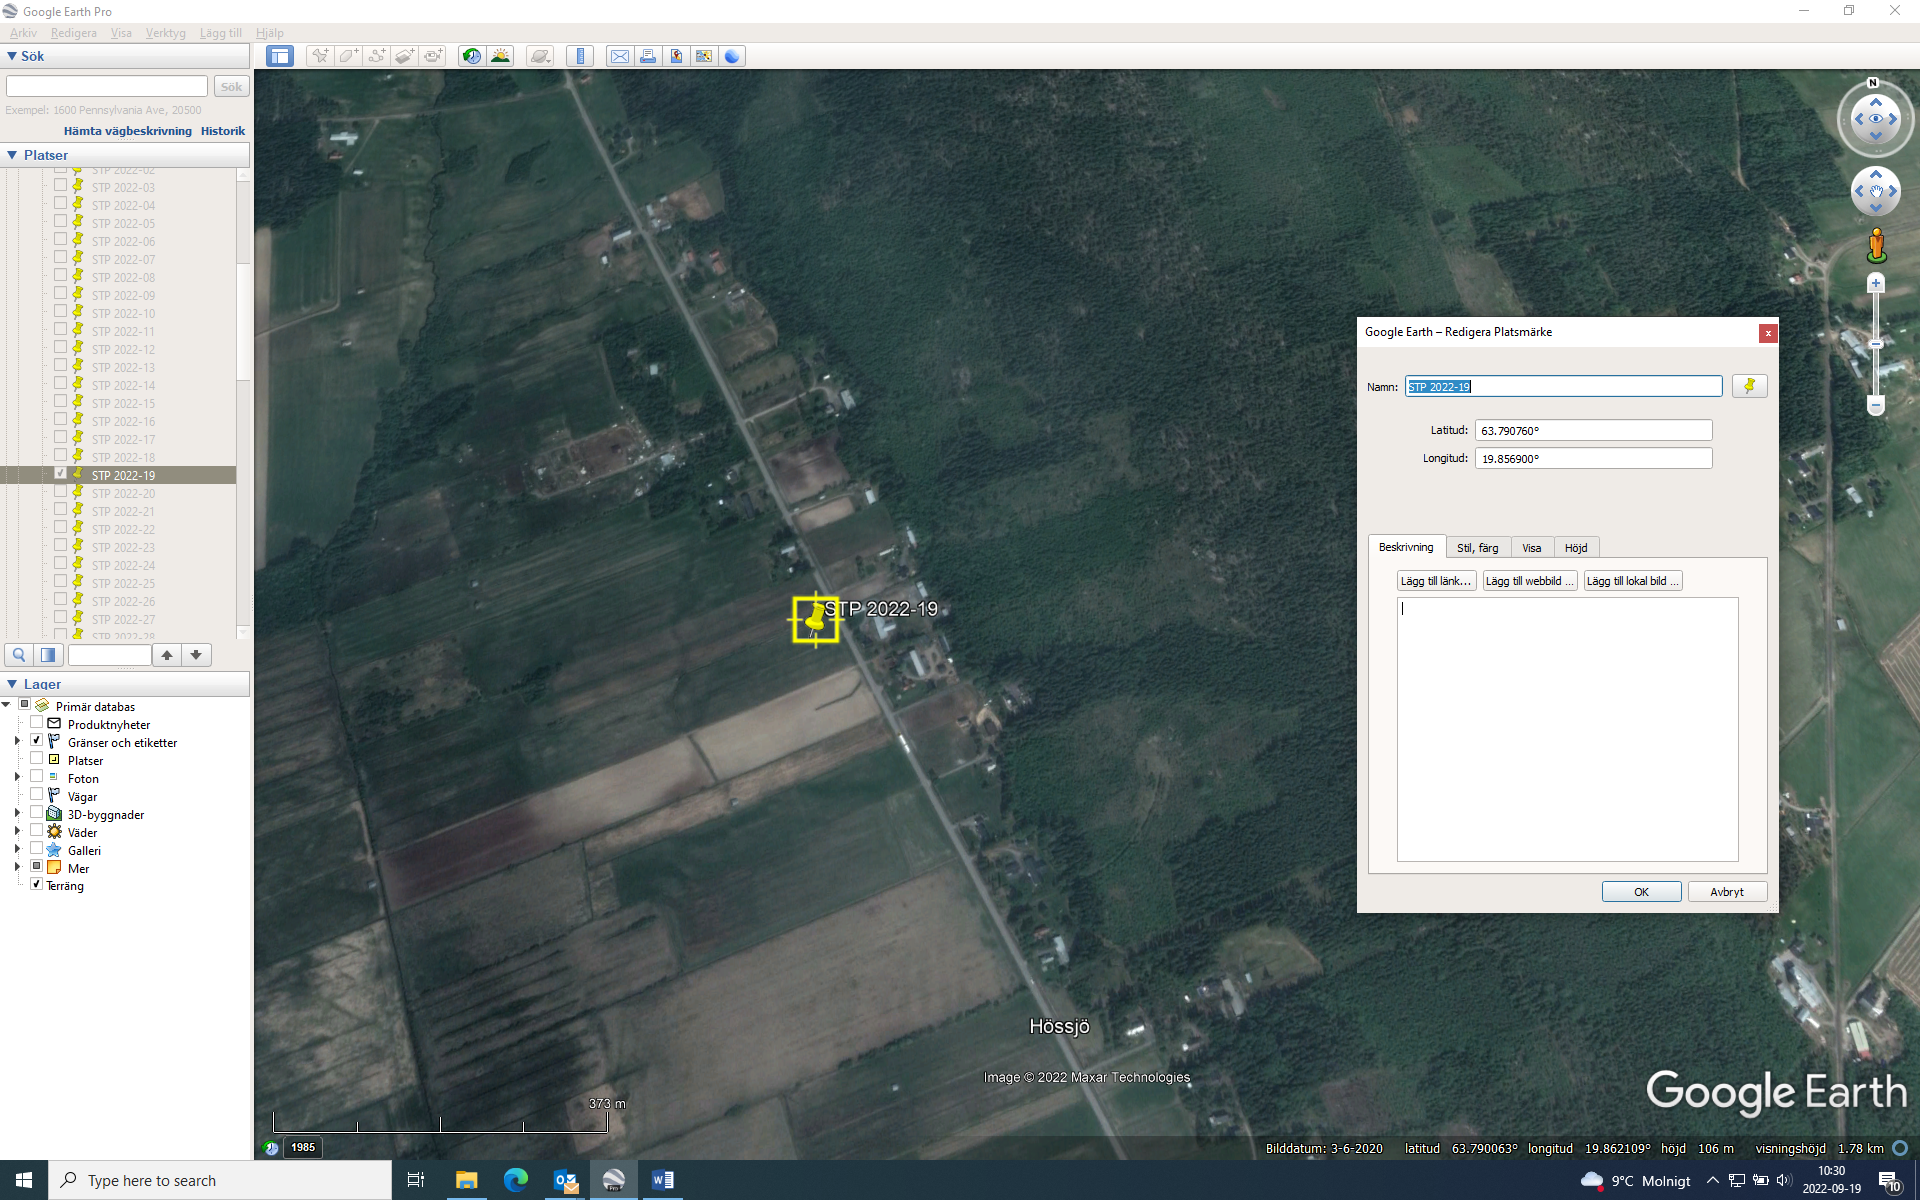 Google Earth Pro
Arkiv Redigera Visa Verktyg Lägg till Hjälp
Sök
Sök
Exempel: 1600 Pennsylvania Ave, 20500
Hämta vägbeskrivning Historik
Platser
STP 2022-02
STP 2022-03
STP 2022-04
STP 2022-05
STP 2022-06
STP 2022-07
STP 2022-08
STP 2022-09
STP 2022-10
STP 2022-11
STP 2022-12
STP 2022-13
STP 2022-14
STP 2022-15
STP 2022-16
STP 2022-17
STP 2022-18
STP 2022-19
STP 2022-20
STP 2022-21
STP 2022-22
STP 2022-23
STP 2022-24
STP 2022-25
STP 2022-26
STP 2022-27
STP 2022-28
Lager
Primär databas
Produktnyheter
Gränser och etiketter
Platser
Foton
Vägar
3D-byggnader
Väder
Galleri
Mer
Terräng
N
STP 2022-19
Hössjö
Image © 2022 Maxar Technologies
373 m
1985
Google Earth
Bilddatum: 3-6-2020 latitud 63.790063° longitud 19.862109° höjd 106 m visningshöjd 1.78 km
Google Earth – Redigera Platsmärke
x
Namn: STP 2022-19
Latitud: 63.790760°
Longitud: 19.856900°
Beskrivning Stil, färg Visa Höjd
Lägg till länk... Lägg till webbild ... Lägg till lokal bild ...
OK Avbryt
Type here to search
9°C Molnigt
10:30
2022-09-19
10